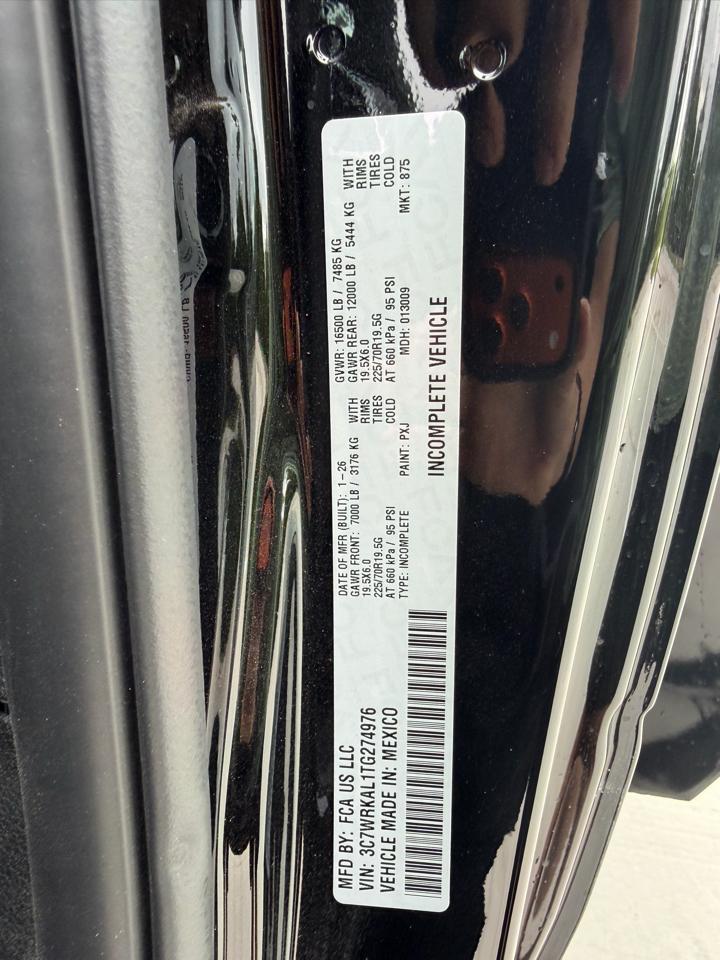 MFD BY: FCA US LLC
VIN: 3C7WRKAL1TG274976
VEHICLE MADE IN: MEXICO
DATE OF MFR (BUILT): 1-26
GAWR FRONT: 7000 LB / 3176 KG WITH
19.5X6.0 RIMS
225/70R19.5G TIRES
AT 660 kPa / 95 PSI COLD
TYPE: INCOMPLETE PAINT: PXJ MDH: 013009 MKT: 875
GVWR: 16500 LB / 7485 KG
GAWR REAR: 12000 LB / 5444 KG WITH
19.5X6.0 RIMS
225/70R19.5G TIRES
AT 660 kPa / 95 PSI COLD
INCOMPLETE VEHICLE